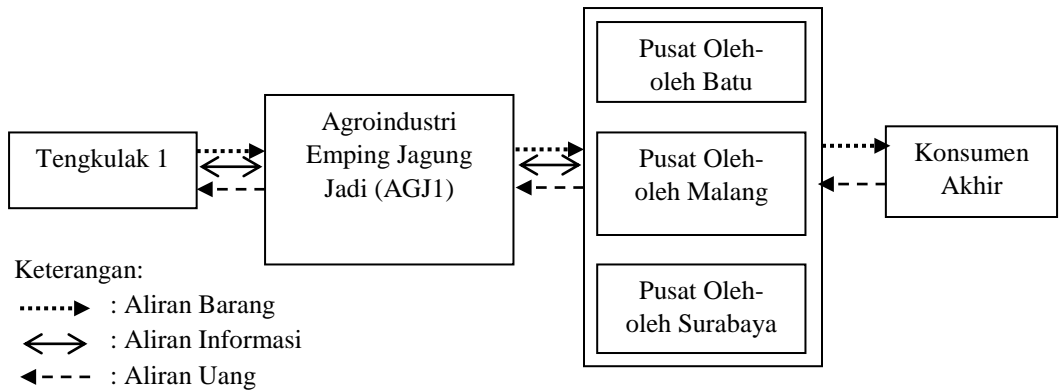 Tengkulak 1
Agroindustri
Emping Jagung
Jadi (AGJ1)
Pusat Oleh-
oleh Batu
Pusat Oleh-
oleh Malang
Pusat Oleh-
oleh Surabaya
Konsumen
Akhir
Keterangan:
: Aliran Barang
: Aliran Informasi
: Aliran Uang